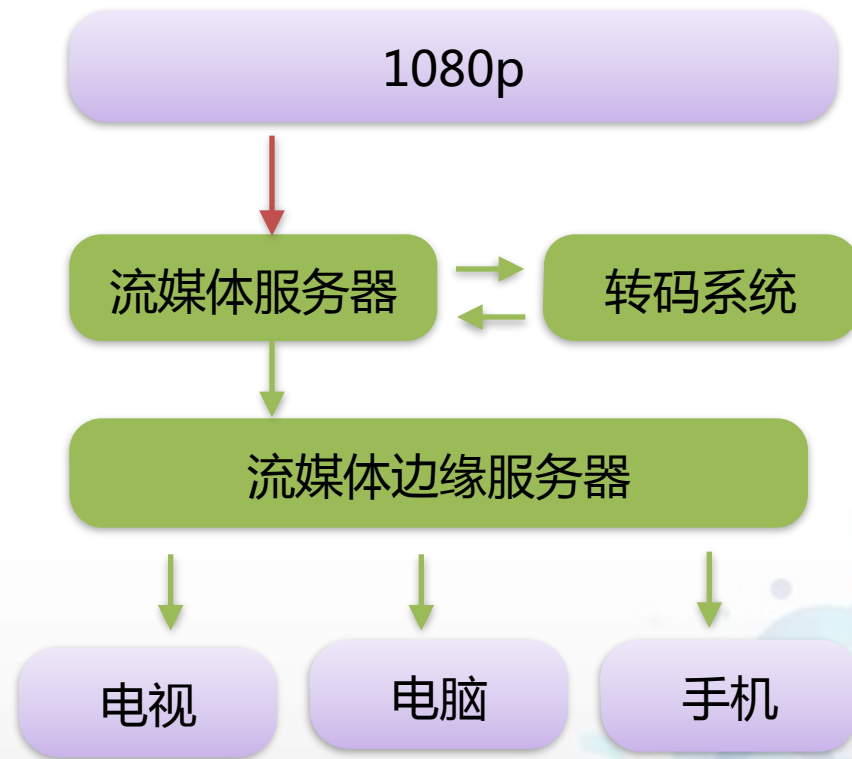 1080p
流媒体服务器
转码系统
流媒体边缘服务器
电视
电脑
手机